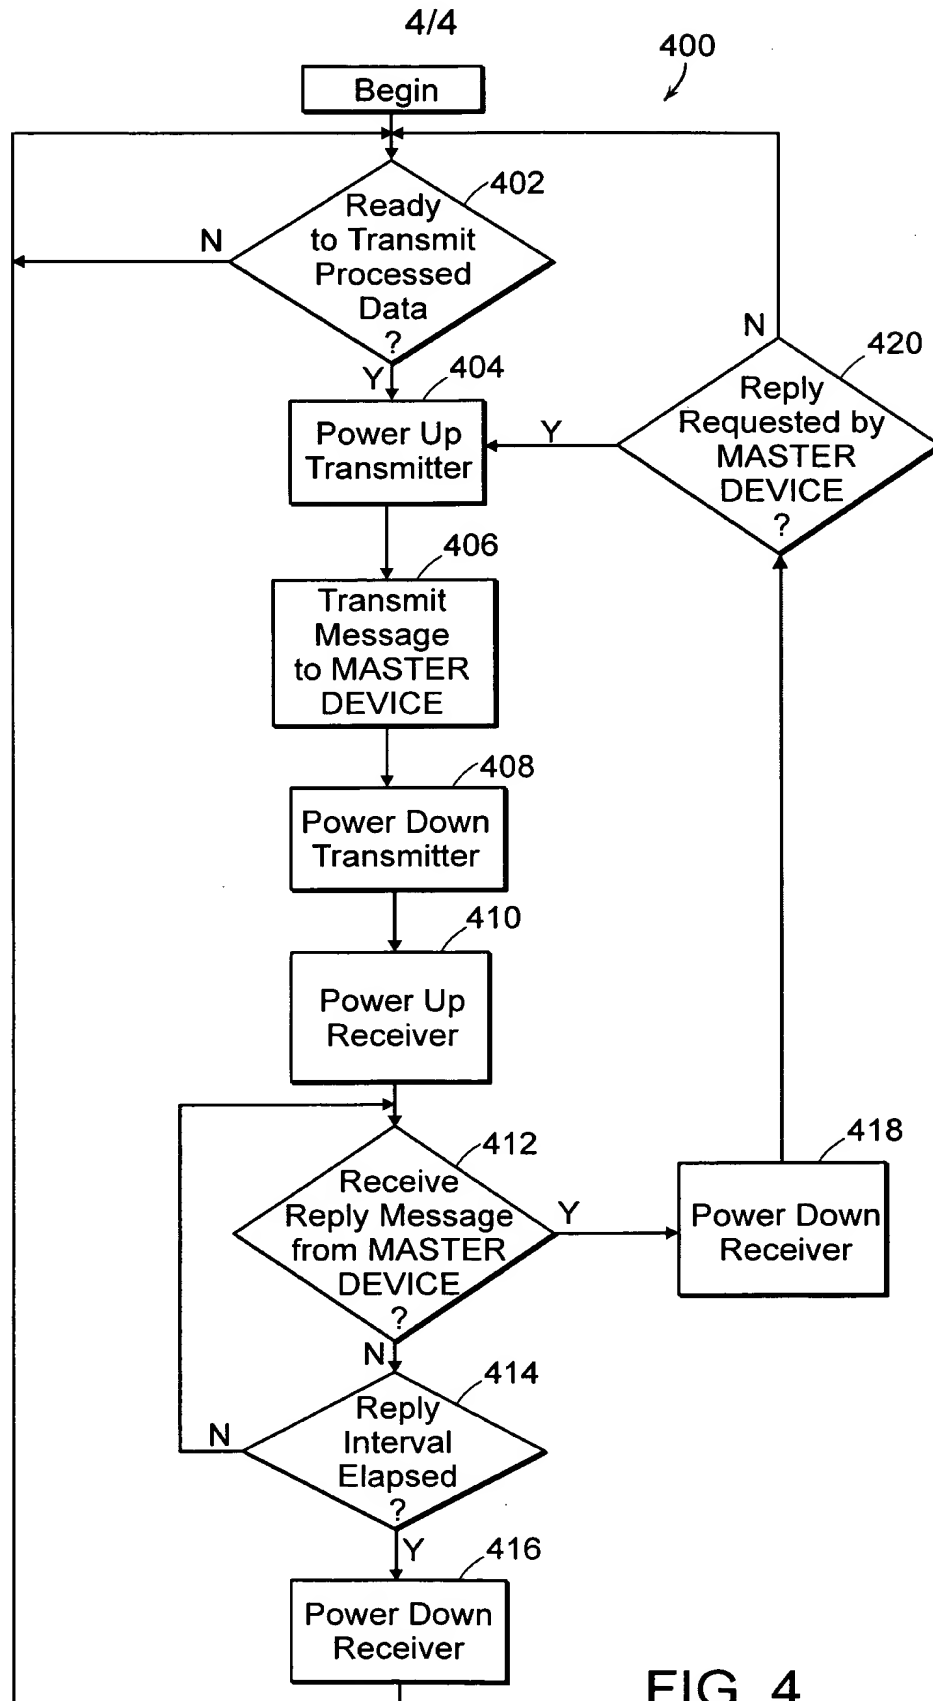 4/4
400
Begin
402
Ready
to Transmit
Processed
Data
?
N
Y
404
Power Up
Transmitter
Y
N
420
Reply
Requested by
MASTER
DEVICE
?
406
Transmit
Message
to MASTER
DEVICE
408
Power Down
Transmitter
410
Power Up
Receiver
412
Receive
Reply Message
from MASTER
DEVICE
?
Y
418
Power Down
Receiver
N
414
Reply
Interval
Elapsed
?
N
Y
416
Power Down
Receiver
FIG. 4